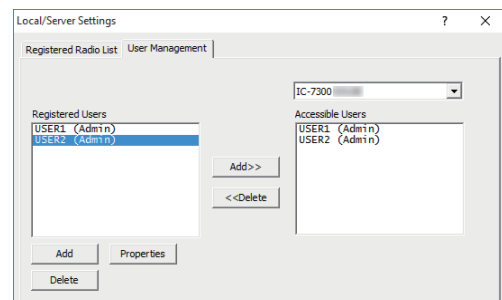 Local/Server Settings ? ×
Registered Radio List User Management
IC-7300
Registered Users Accessible Users
USER1 (Admin) USER1 (Admin)
USER2 (Admin) USER2 (Admin)
Add>>
<<Delete
Add Properties
Delete